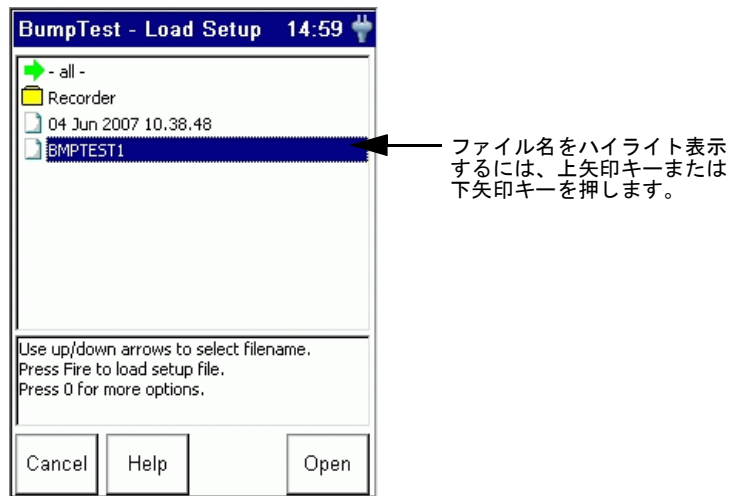 BumpTest - Load Setup 14:59
- all -
Recorder
04 Jun 2007 10.38.48
BMPTEST1
ファイル名をハイライト表示
するには、上矢印キーまたは
下矢印キーを押します。
Use up/down arrows to select filename.
Press Fire to load setup file.
Press 0 for more options.
Cancel Help Open